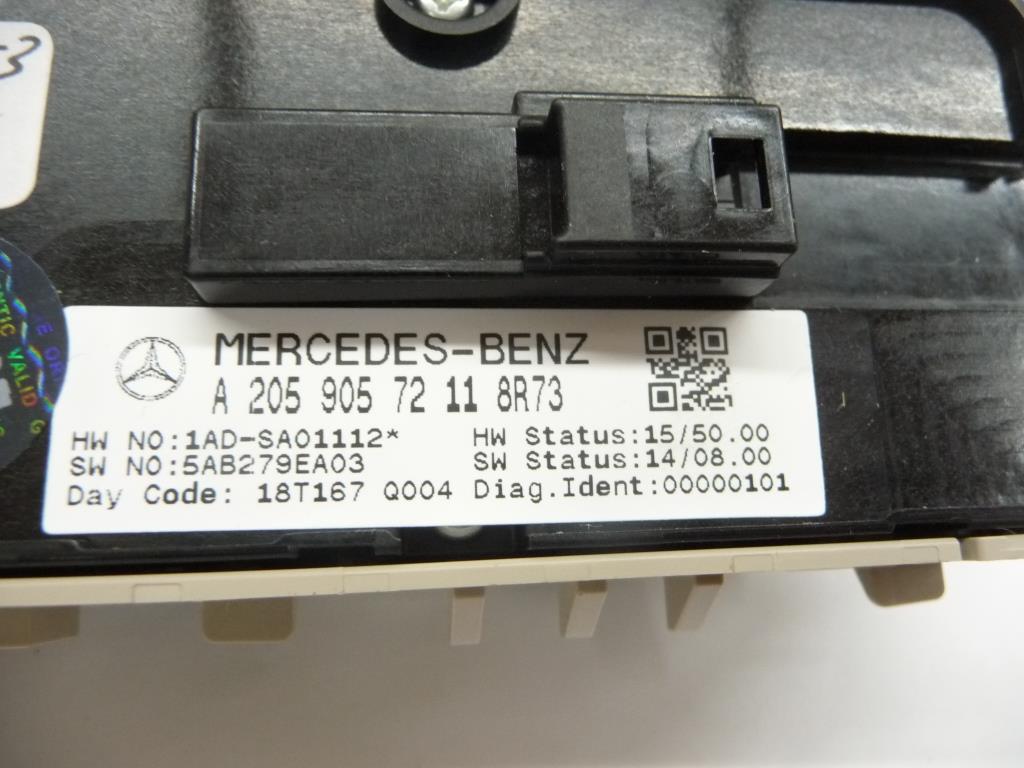 MERCEDES-BENZ
A 205 905 72 11 8R73
HW NO:1AD-SA01112* HW Status:15/50.00
SW NO:5AB279EA03 SW Status:14/08.00
Day Code: 18T167 Q004 Diag.Ident:00000101
VALID